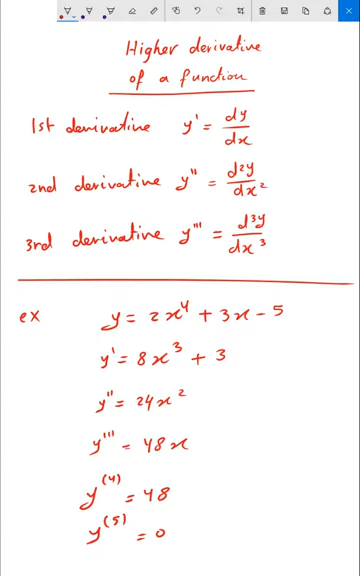 Higher derivative
of a function
1st derivative y' = dy/dx
2nd derivative y'' = d²y/dx²
3rd derivative y''' = d³y/dx³
ex y = 2x⁴ + 3x - 5
y' = 8x³ + 3
y'' = 24x²
y''' = 48x
y⁽⁴⁾ = 48
y⁽⁵⁾ = 0